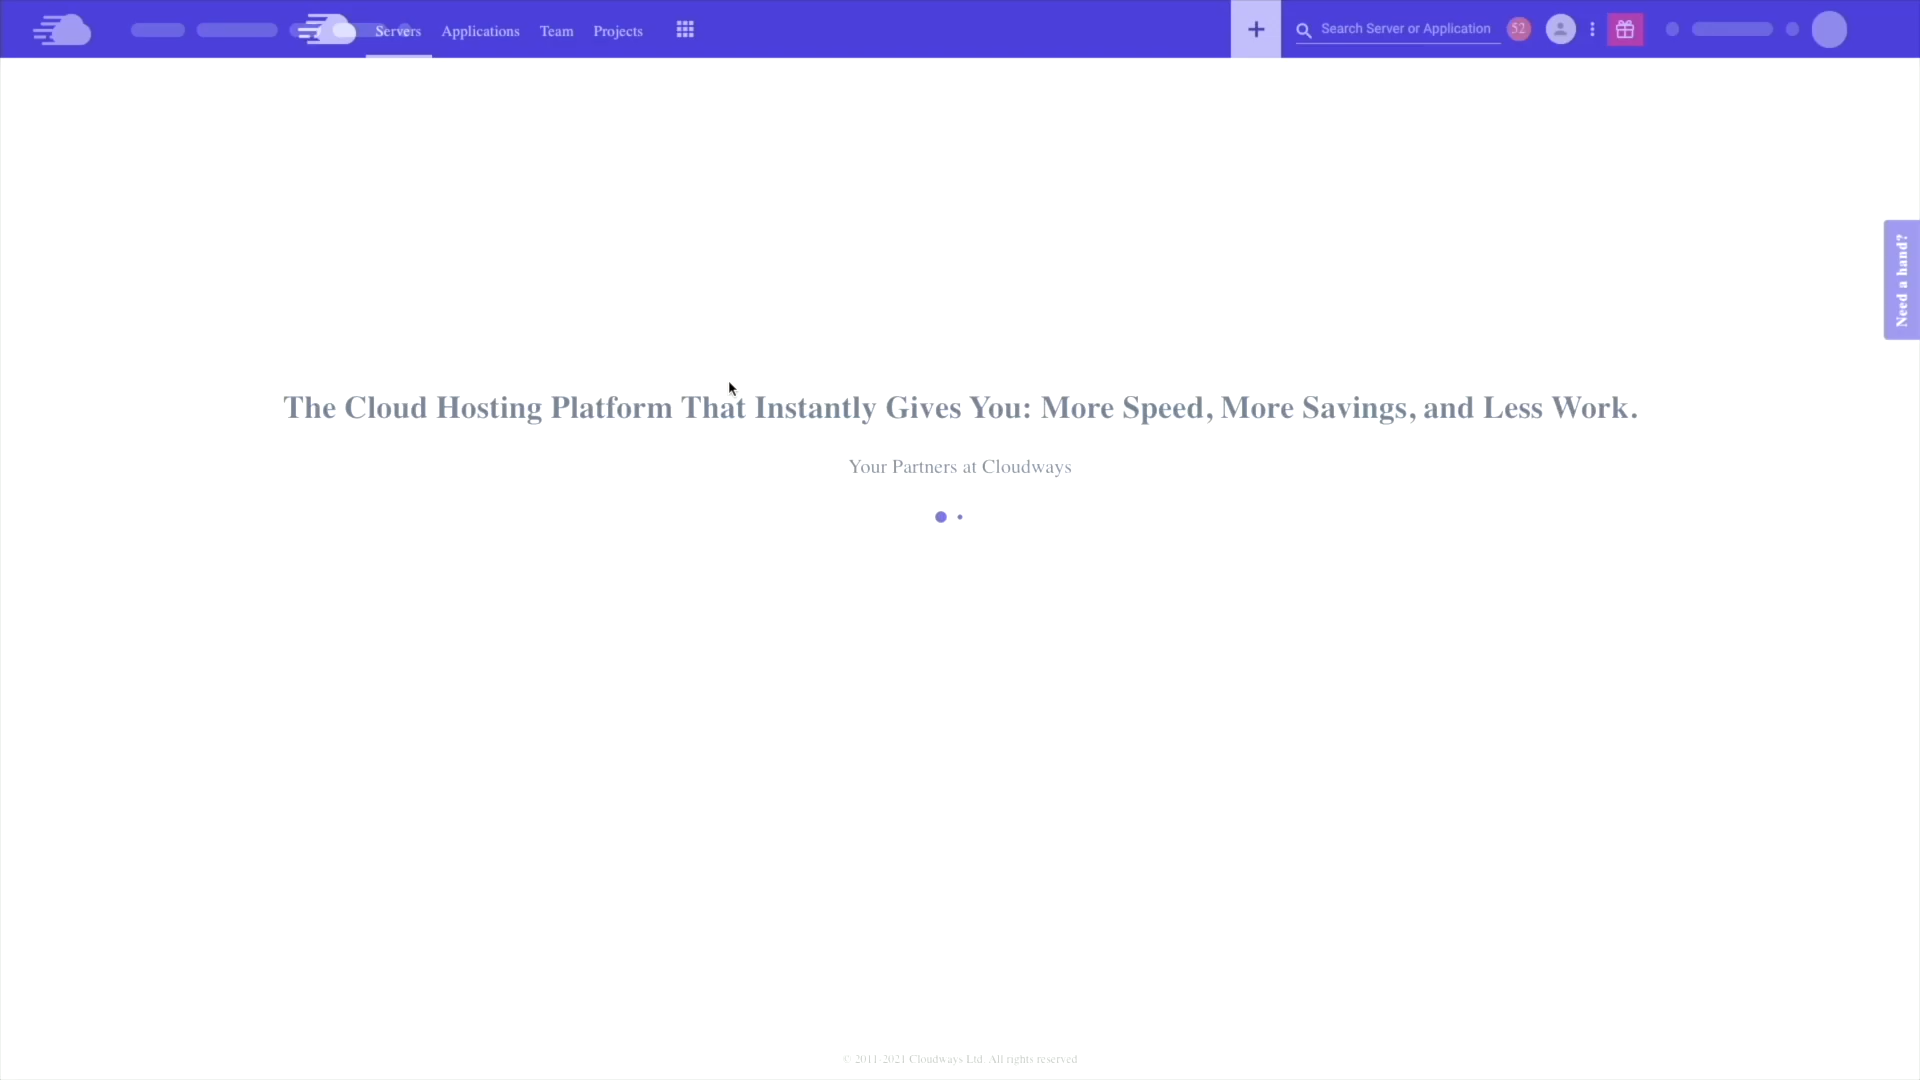 Servers
Applications
Team
Projects
Search Server or Application
52
Need a hand?
The Cloud Hosting Platform That Instantly Gives You: More Speed, More Savings, and Less Work.
Your Partners at Cloudways
© 2011-2021 Cloudways Ltd. All rights reserved